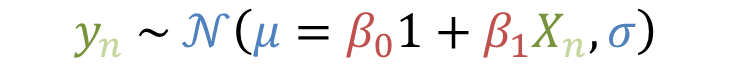 yₙ ~ 𝒩(μ = β₀1 + β₁Xₙ, σ)